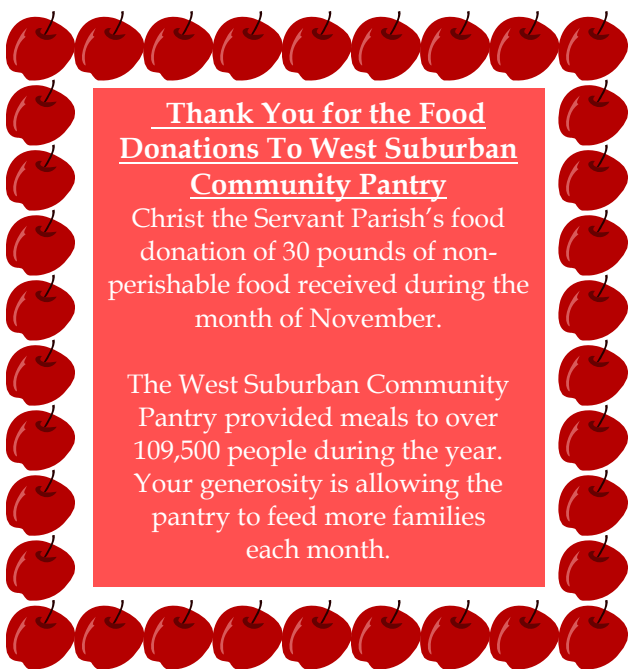 Thank You for the Food
Donations To West Suburban
Community Pantry
Christ the Servant Parish’s food
donation of 30 pounds of non-
perishable food received during the
month of November.
The West Suburban Community
Pantry provided meals to over
109,500 people during the year.
Your generosity is allowing the
pantry to feed more families
each month.